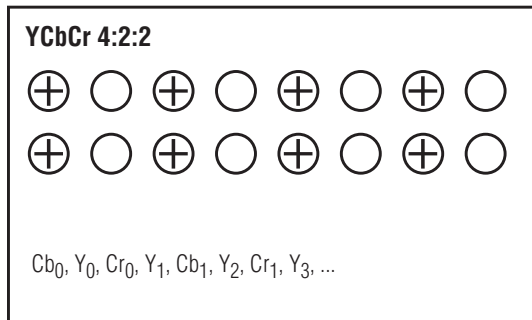 YCbCr 4:2:2
Cb0, Y0, Cr0, Y1, Cb1, Y2, Cr1, Y3, ...